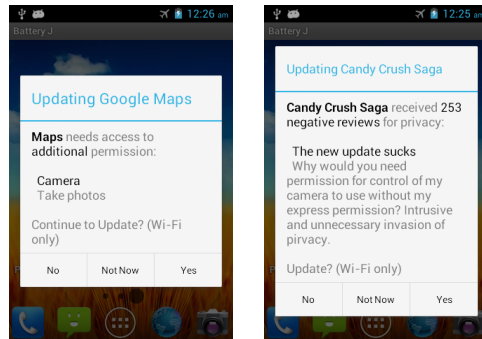 12:26 am
Battery J
Updating Google Maps
Maps needs access to
additional permission:
Camera
Take photos
Continue to Update? (Wi-Fi
only)
No Not Now Yes
12:25 am
Battery J
Updating Candy Crush Saga
Candy Crush Saga received 253
negative reviews for privacy:
The new update sucks
Why would you need
permission for control of my
camera to use without my
express permission? Intrusive
and unnecessary invasion of
pirvacy.
Update? (Wi-Fi only)
No Not Now Yes